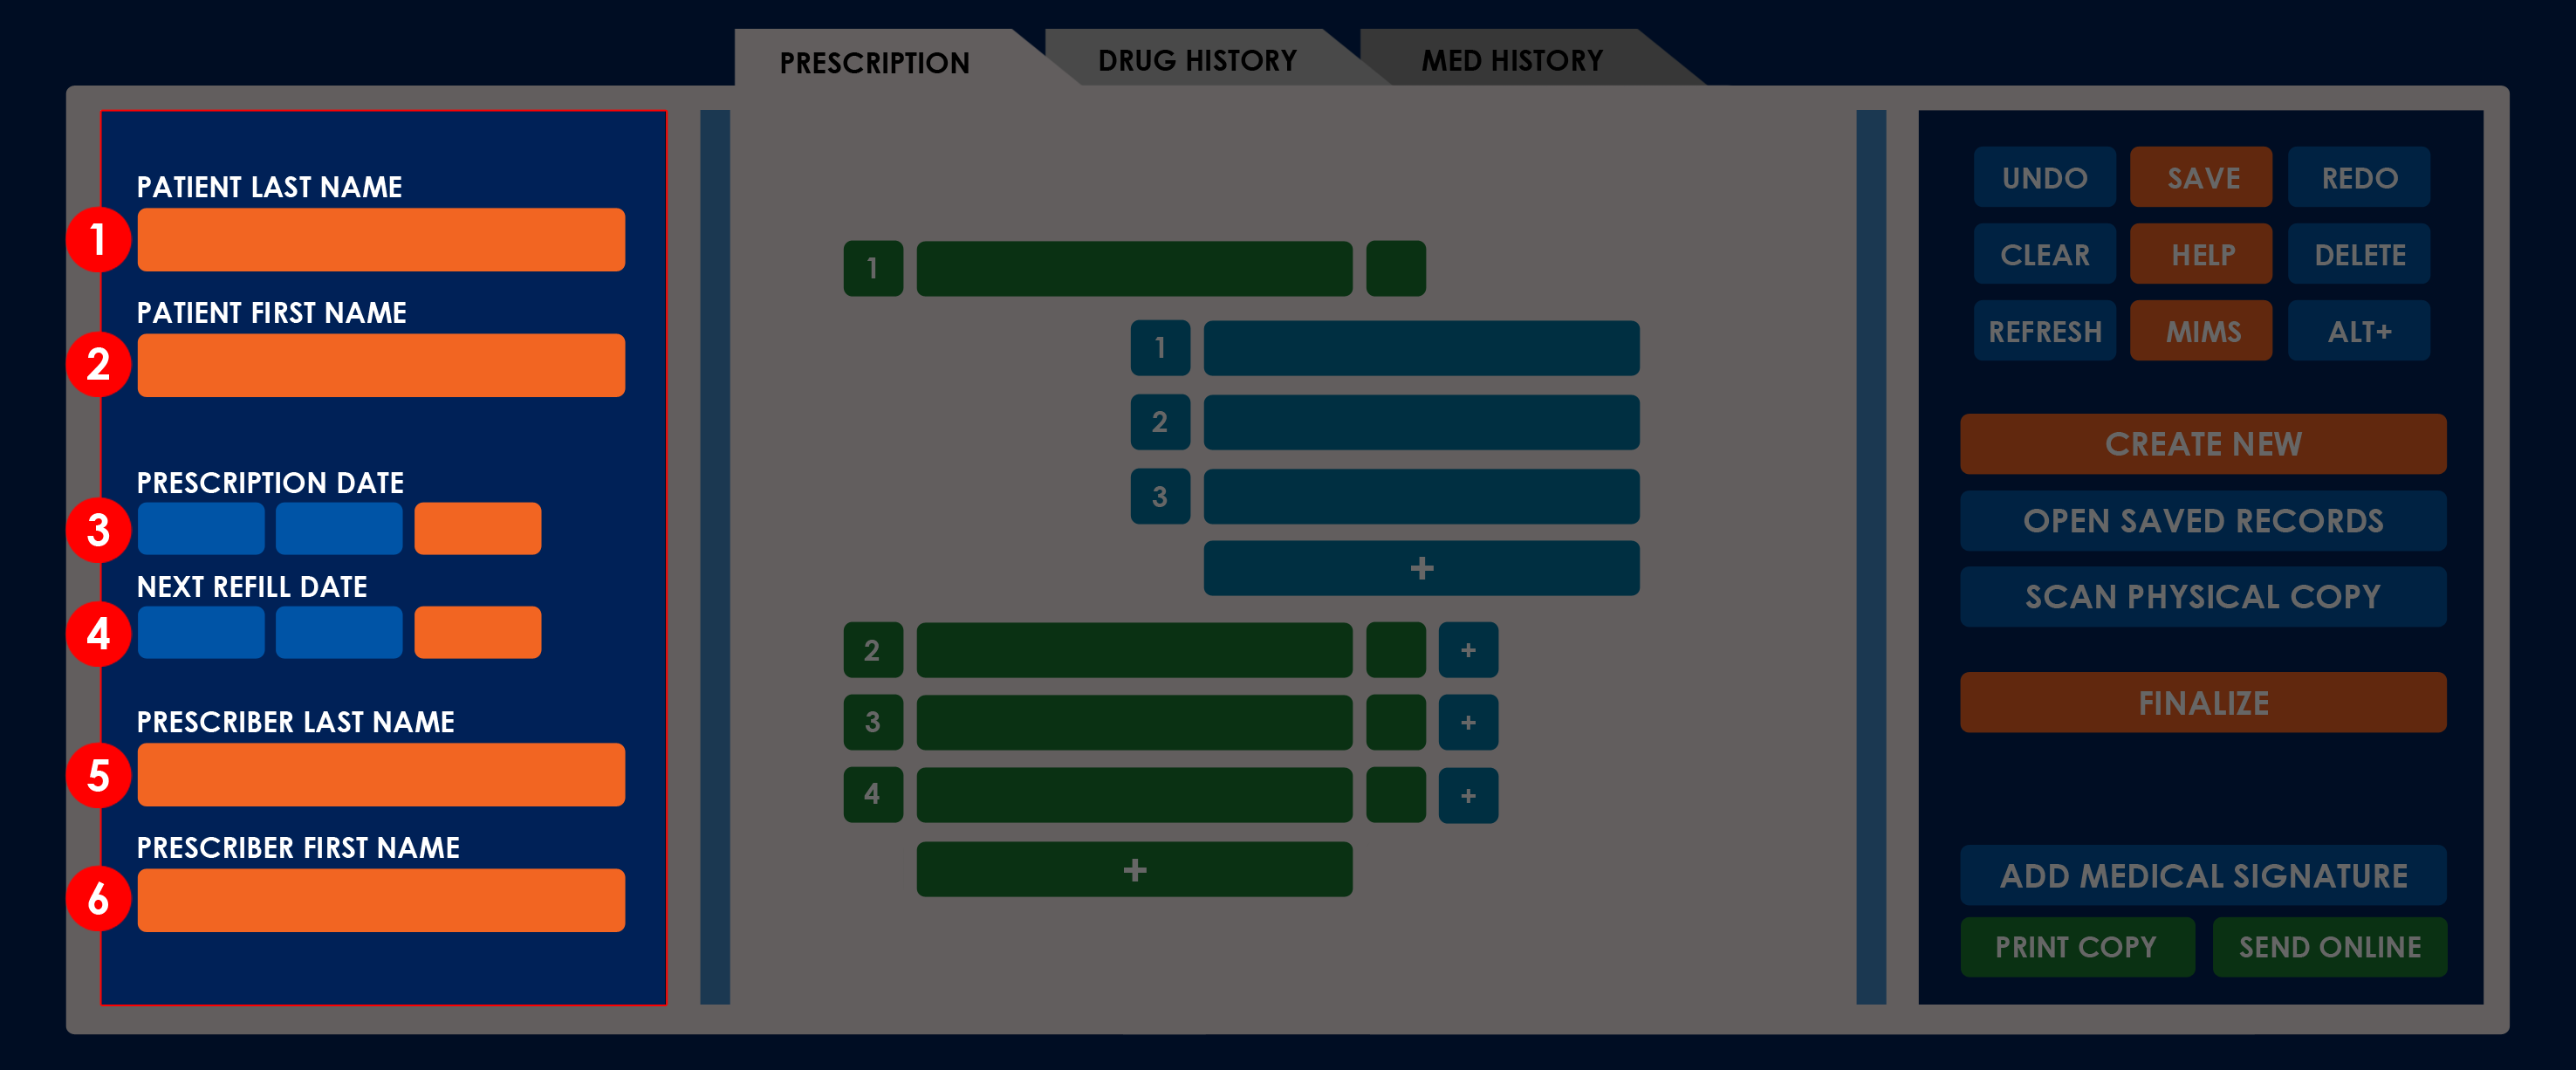 PRESCRIPTION
DRUG HISTORY
MED HISTORY
PATIENT LAST NAME
1
PATIENT FIRST NAME
2
PRESCRIPTION DATE
3
NEXT REFILL DATE
4
PRESCRIBER LAST NAME
5
PRESCRIBER FIRST NAME
6
1
1
2
3
+
2 +
3 +
4 +
+
UNDO SAVE REDO
CLEAR HELP DELETE
REFRESH MIMS ALT+
CREATE NEW
OPEN SAVED RECORDS
SCAN PHYSICAL COPY
FINALIZE
ADD MEDICAL SIGNATURE
PRINT COPY SEND ONLINE